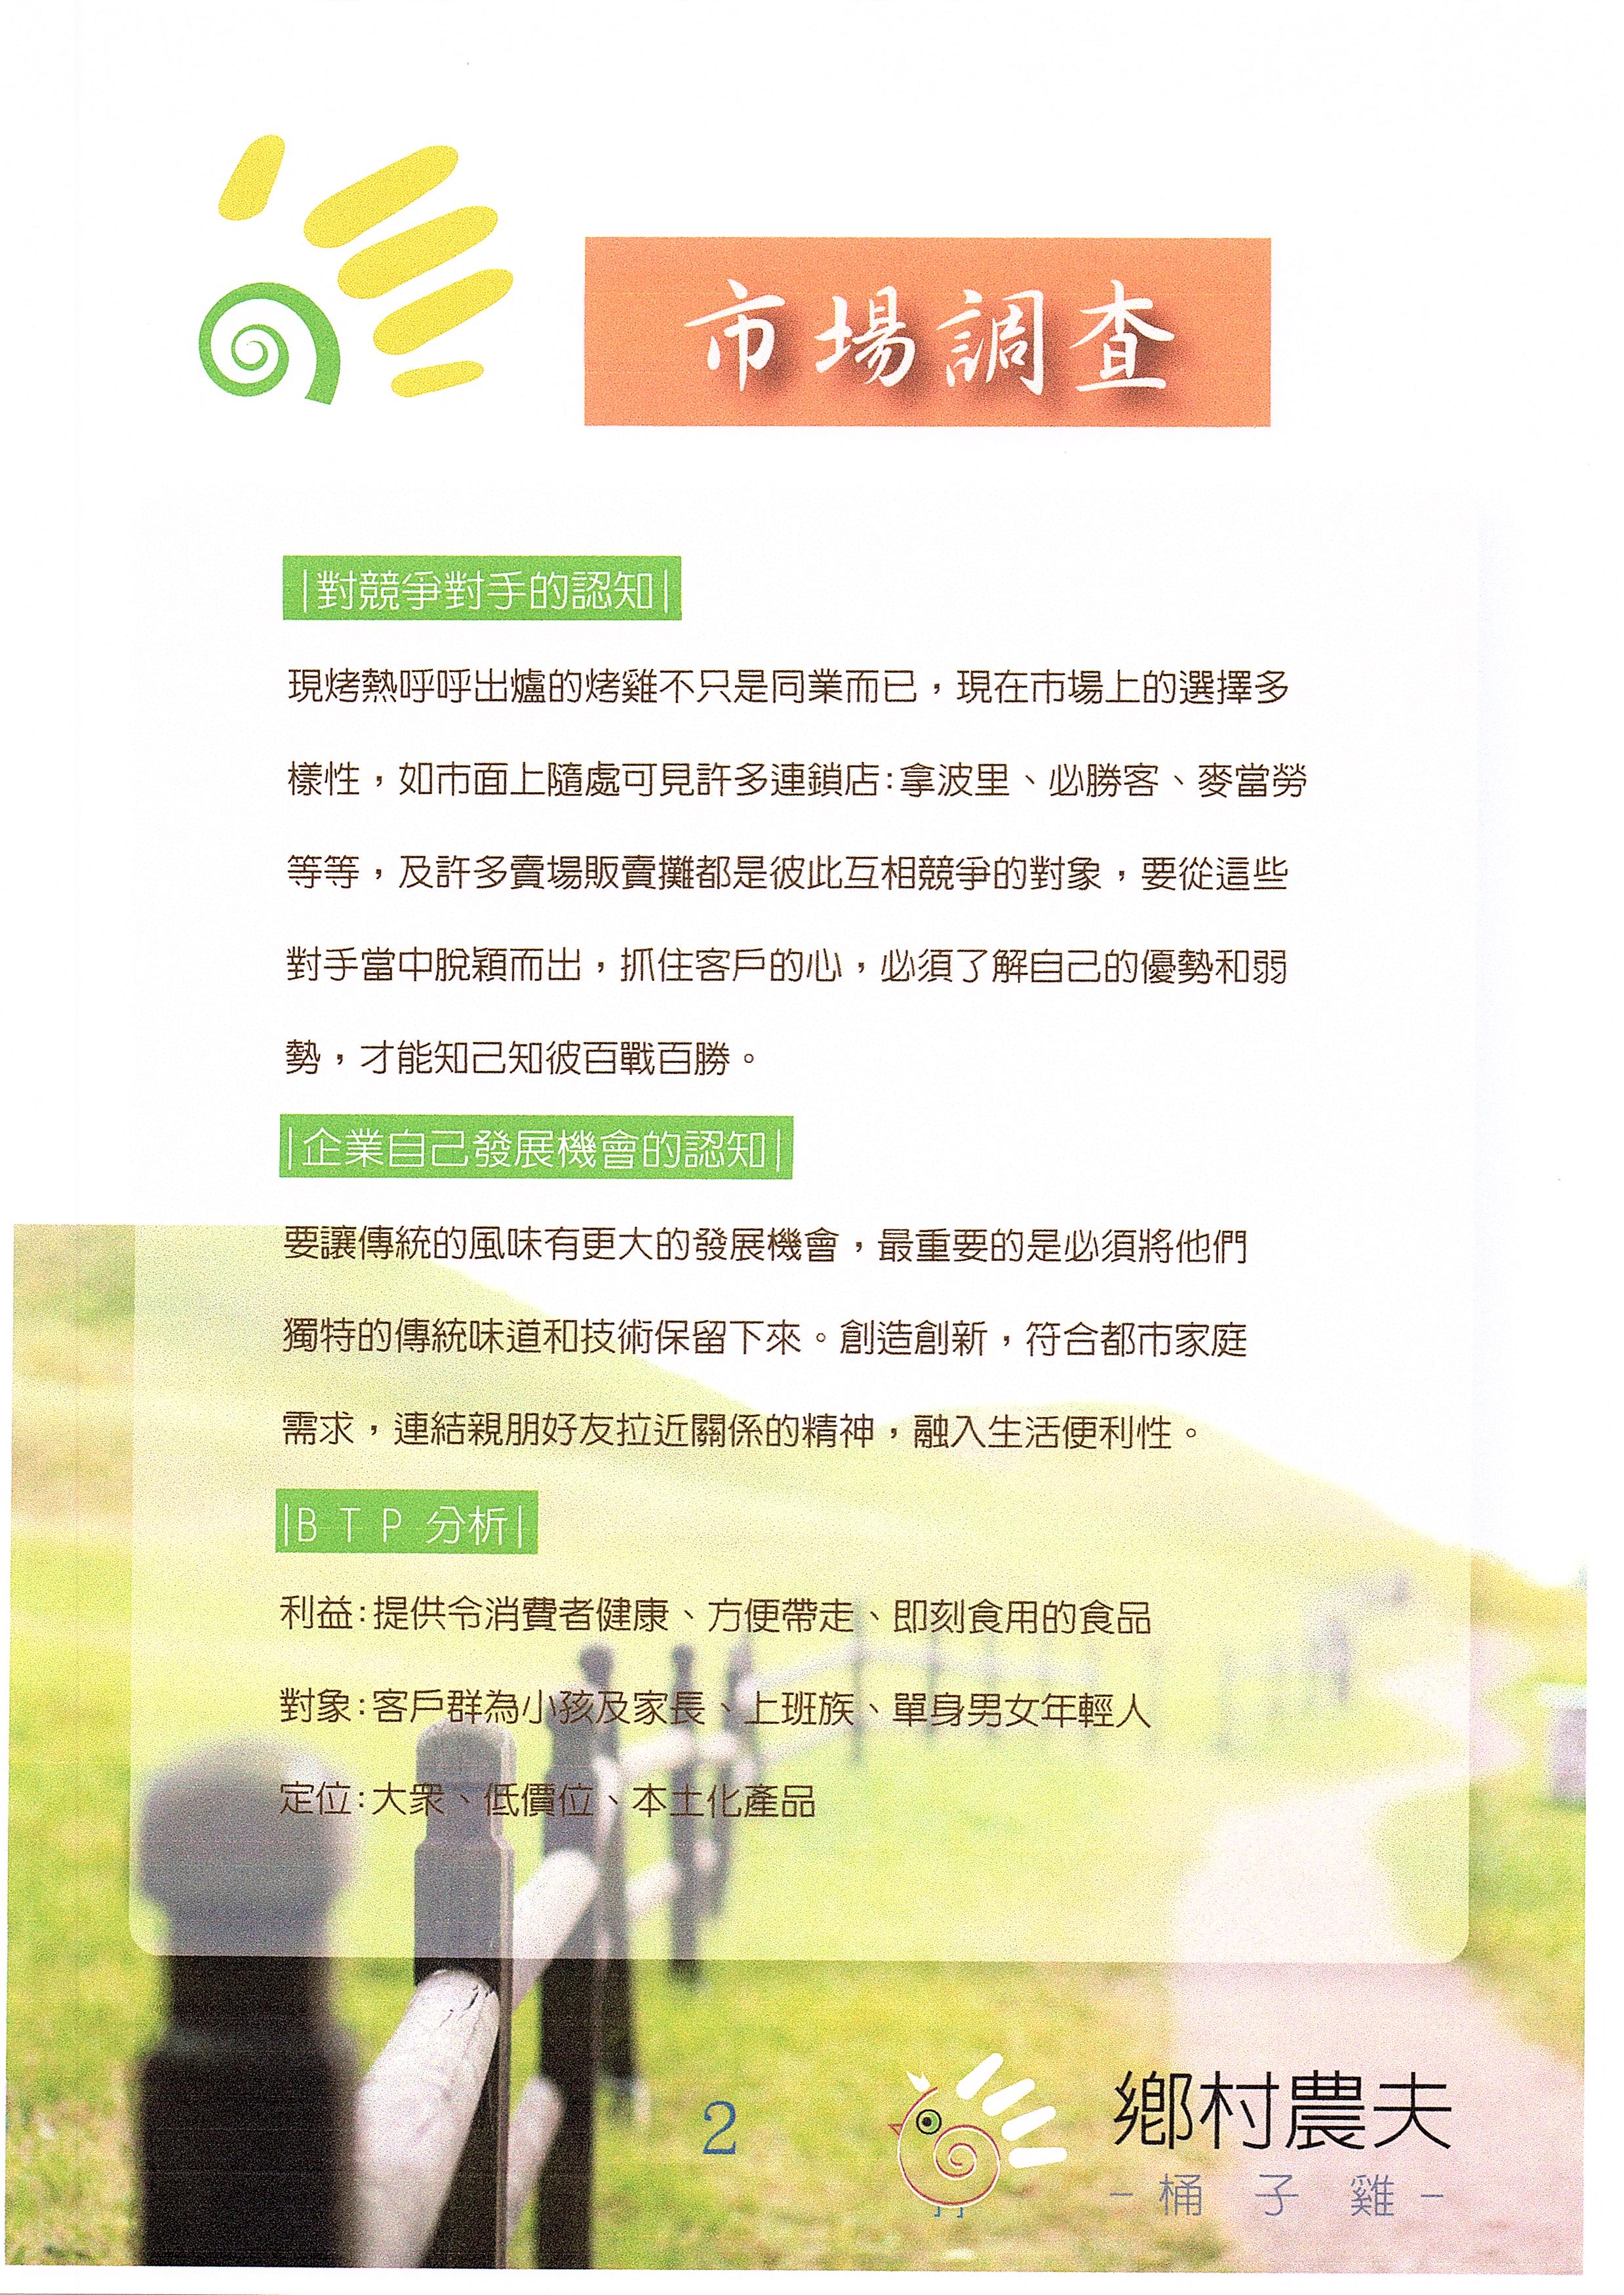 市場調查
|對競爭對手的認知|
現烤熱呼呼出爐的烤雞不只是同業而已，現在市場上的選擇多
樣性，如市面上隨處可見許多連鎖店:拿波里、必勝客、麥當勞
等等，及許多賣場販賣攤都是彼此互相競爭的對象，要從這些
對手當中脫穎而出，抓住客戶的心，必須了解自己的優勢和弱
勢，才能知己知彼百戰百勝。
|企業自己發展機會的認知|
要讓傳統的風味有更大的發展機會，最重要的是必須將他們
獨特的傳統味道和技術保留下來。創造創新，符合都市家庭
需求，連結親朋好友拉近關係的精神，融入生活便利性。
|B T P 分析|
利益:提供令消費者健康、方便帶走、即刻食用的食品
對象:客戶群為小孩及家長、上班族、單身男女年輕人
定位:大眾、低價位、本土化產品
2
鄉村農夫
- 桶 子 雞 -